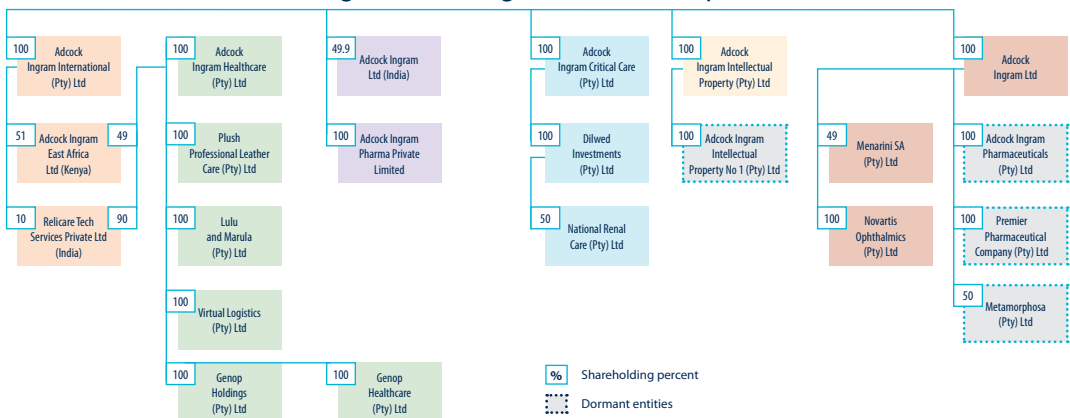 100
Adcock
Ingram International
(Pty) Ltd
100
Adcock
Ingram Healthcare
(Pty) Ltd
49.9
Adcock Ingram
Ltd (India)
100
Adcock
Ingram Critical Care
(Pty) Ltd
100
Adcock
Ingram Intellectual
Property (Pty) Ltd
100
Adcock
Ingram Ltd
51
Adcock Ingram
East Africa
Ltd (Kenya)
49
100
Plush
Professional Leather
Care (Pty) Ltd
100
Adcock Ingram
Pharma Private
Limited
100
Dilwed
Investments
(Pty) Ltd
100
Adcock Ingram
Intellectual
Property No 1 (Pty) Ltd
49
Menarini SA
(Pty) Ltd
100
Adcock Ingram
Pharmaceuticals
(Pty) Ltd
10
Relicare Tech
Services Private Ltd
(India)
90
100
Lulu
and Marula
(Pty) Ltd
50
National Renal
Care (Pty) Ltd
100
Novartis
Ophthalmics
(Pty) Ltd
100
Premier
Pharmaceutical
Company (Pty) Ltd
100
Virtual Logistics
(Pty) Ltd
50
Metamorphosa
(Pty) Ltd
100
Genop
Holdings
(Pty) Ltd
100
Genop
Healthcare
(Pty) Ltd
% Shareholding percent
Dormant entities